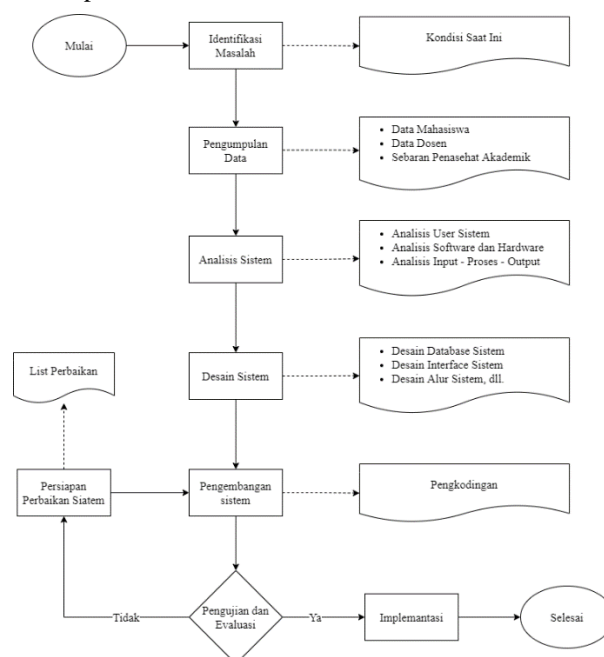 Mulai
Identifikasi
Masalah
Kondisi Saat Ini
Pengumpulan
Data
• Data Mahasiswa
• Data Dosen
• Sebaran Penasehat Akademik
Analisis Sistem
• Analisis User Sistem
• Analisis Software dan Hardware
• Analisis Input - Proses - Output
List Perbaikan
Desain Sistem
• Desain Database Sistem
• Desain Interface Sistem
• Desain Alur Sistem, dll.
Persiapan
Perbaikan Siatem
Pengembangan
sistem
Pengkodingan
Tidak
Pengujian dan
Evaluasi
Ya
Implemantasi
Selesai